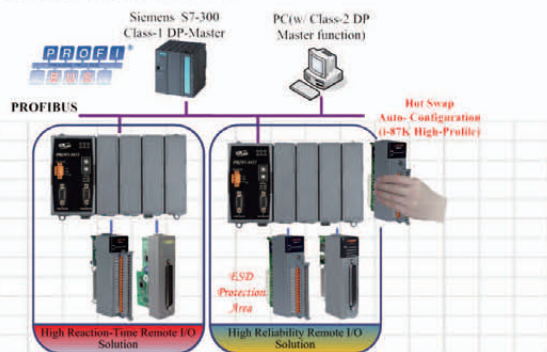 Siemens S7-300
Class-1 DP-Master
PC(w/ Class-2 DP
Master function)
PROFI
BUS
PROFIBUS
Hot Swap
Auto- Configuration
(i-87K High-Profile)
ESD
Protection
Area
High Reaction-Time Remote I/O
Solution
High Reliability Remote I/O
Solution